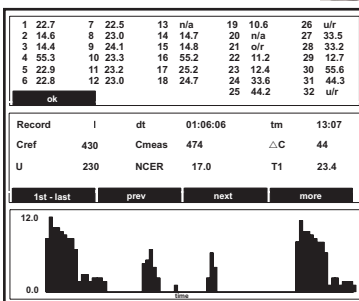 1 22.7 7 22.5 13 n/a 19 10.6 26 u/r
2 14.6 8 23.0 14 14.7 20 n/a 27 33.5
3 14.4 9 24.1 15 14.8 21 o/r 28 33.2
4 55.3 10 23.3 16 55.2 22 11.2 29 12.7
5 22.9 11 23.2 17 25.2 23 12.4 30 55.6
6 22.8 12 23.0 18 24.7 24 33.6 31 44.3
25 44.2 32 u/r
ok
Record I dt 01:06:06 tm 13:07
Cref 430 Cmeas 474 △C 44
U 230 NCER 17.0 T1 23.4
1st - last prev next more
12.0
0.0
time